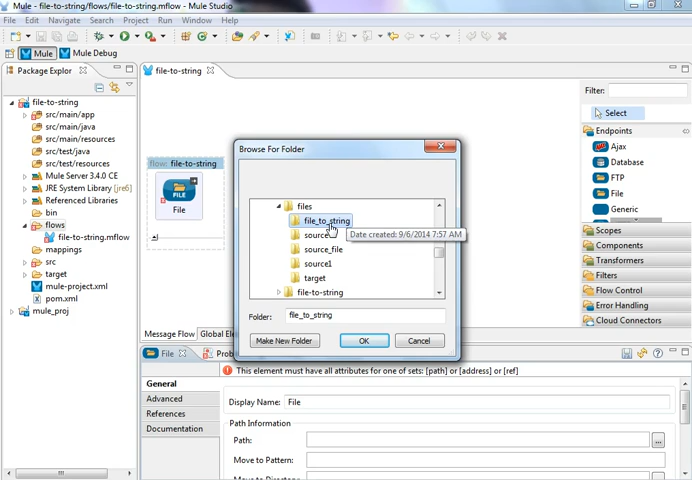 Mule - file-to-string/flows/file-to-string.mflow - Mule Studio
File Edit Navigate Search Project Run Window Help
Mule Mule Debug
Package Explor
file-to-string
src/main/app
src/main/java
src/main/resources
src/test/java
src/test/resources
Mule Server 3.4.0 CE
JRE System Library [jre6]
Referenced Libraries
bin
flows
file-to-string.mflow
mappings
src
target
mule-project.xml
pom.xml
mule_proj
file-to-string
flow: file-to-string
FILE
File
Message Flow Global Ele
Browse For Folder
files
file_to_string
source
Date created: 9/6/2014 7:57 AM
source_file
source1
target
file-to-string
Folder: file_to_string
Make New Folder OK Cancel
Filter:
Select
Endpoints
Ajax
Database
FTP
File
Generic
Scopes
Components
Transformers
Filters
Flow Control
Error Handling
Cloud Connectors
File Prob
This element must have all attributes for one of sets: [path] or [address] or [ref]
General
Advanced
References
Documentation
Display Name: File
Path Information
Path: ...
Move to Pattern:
Move to Directory: